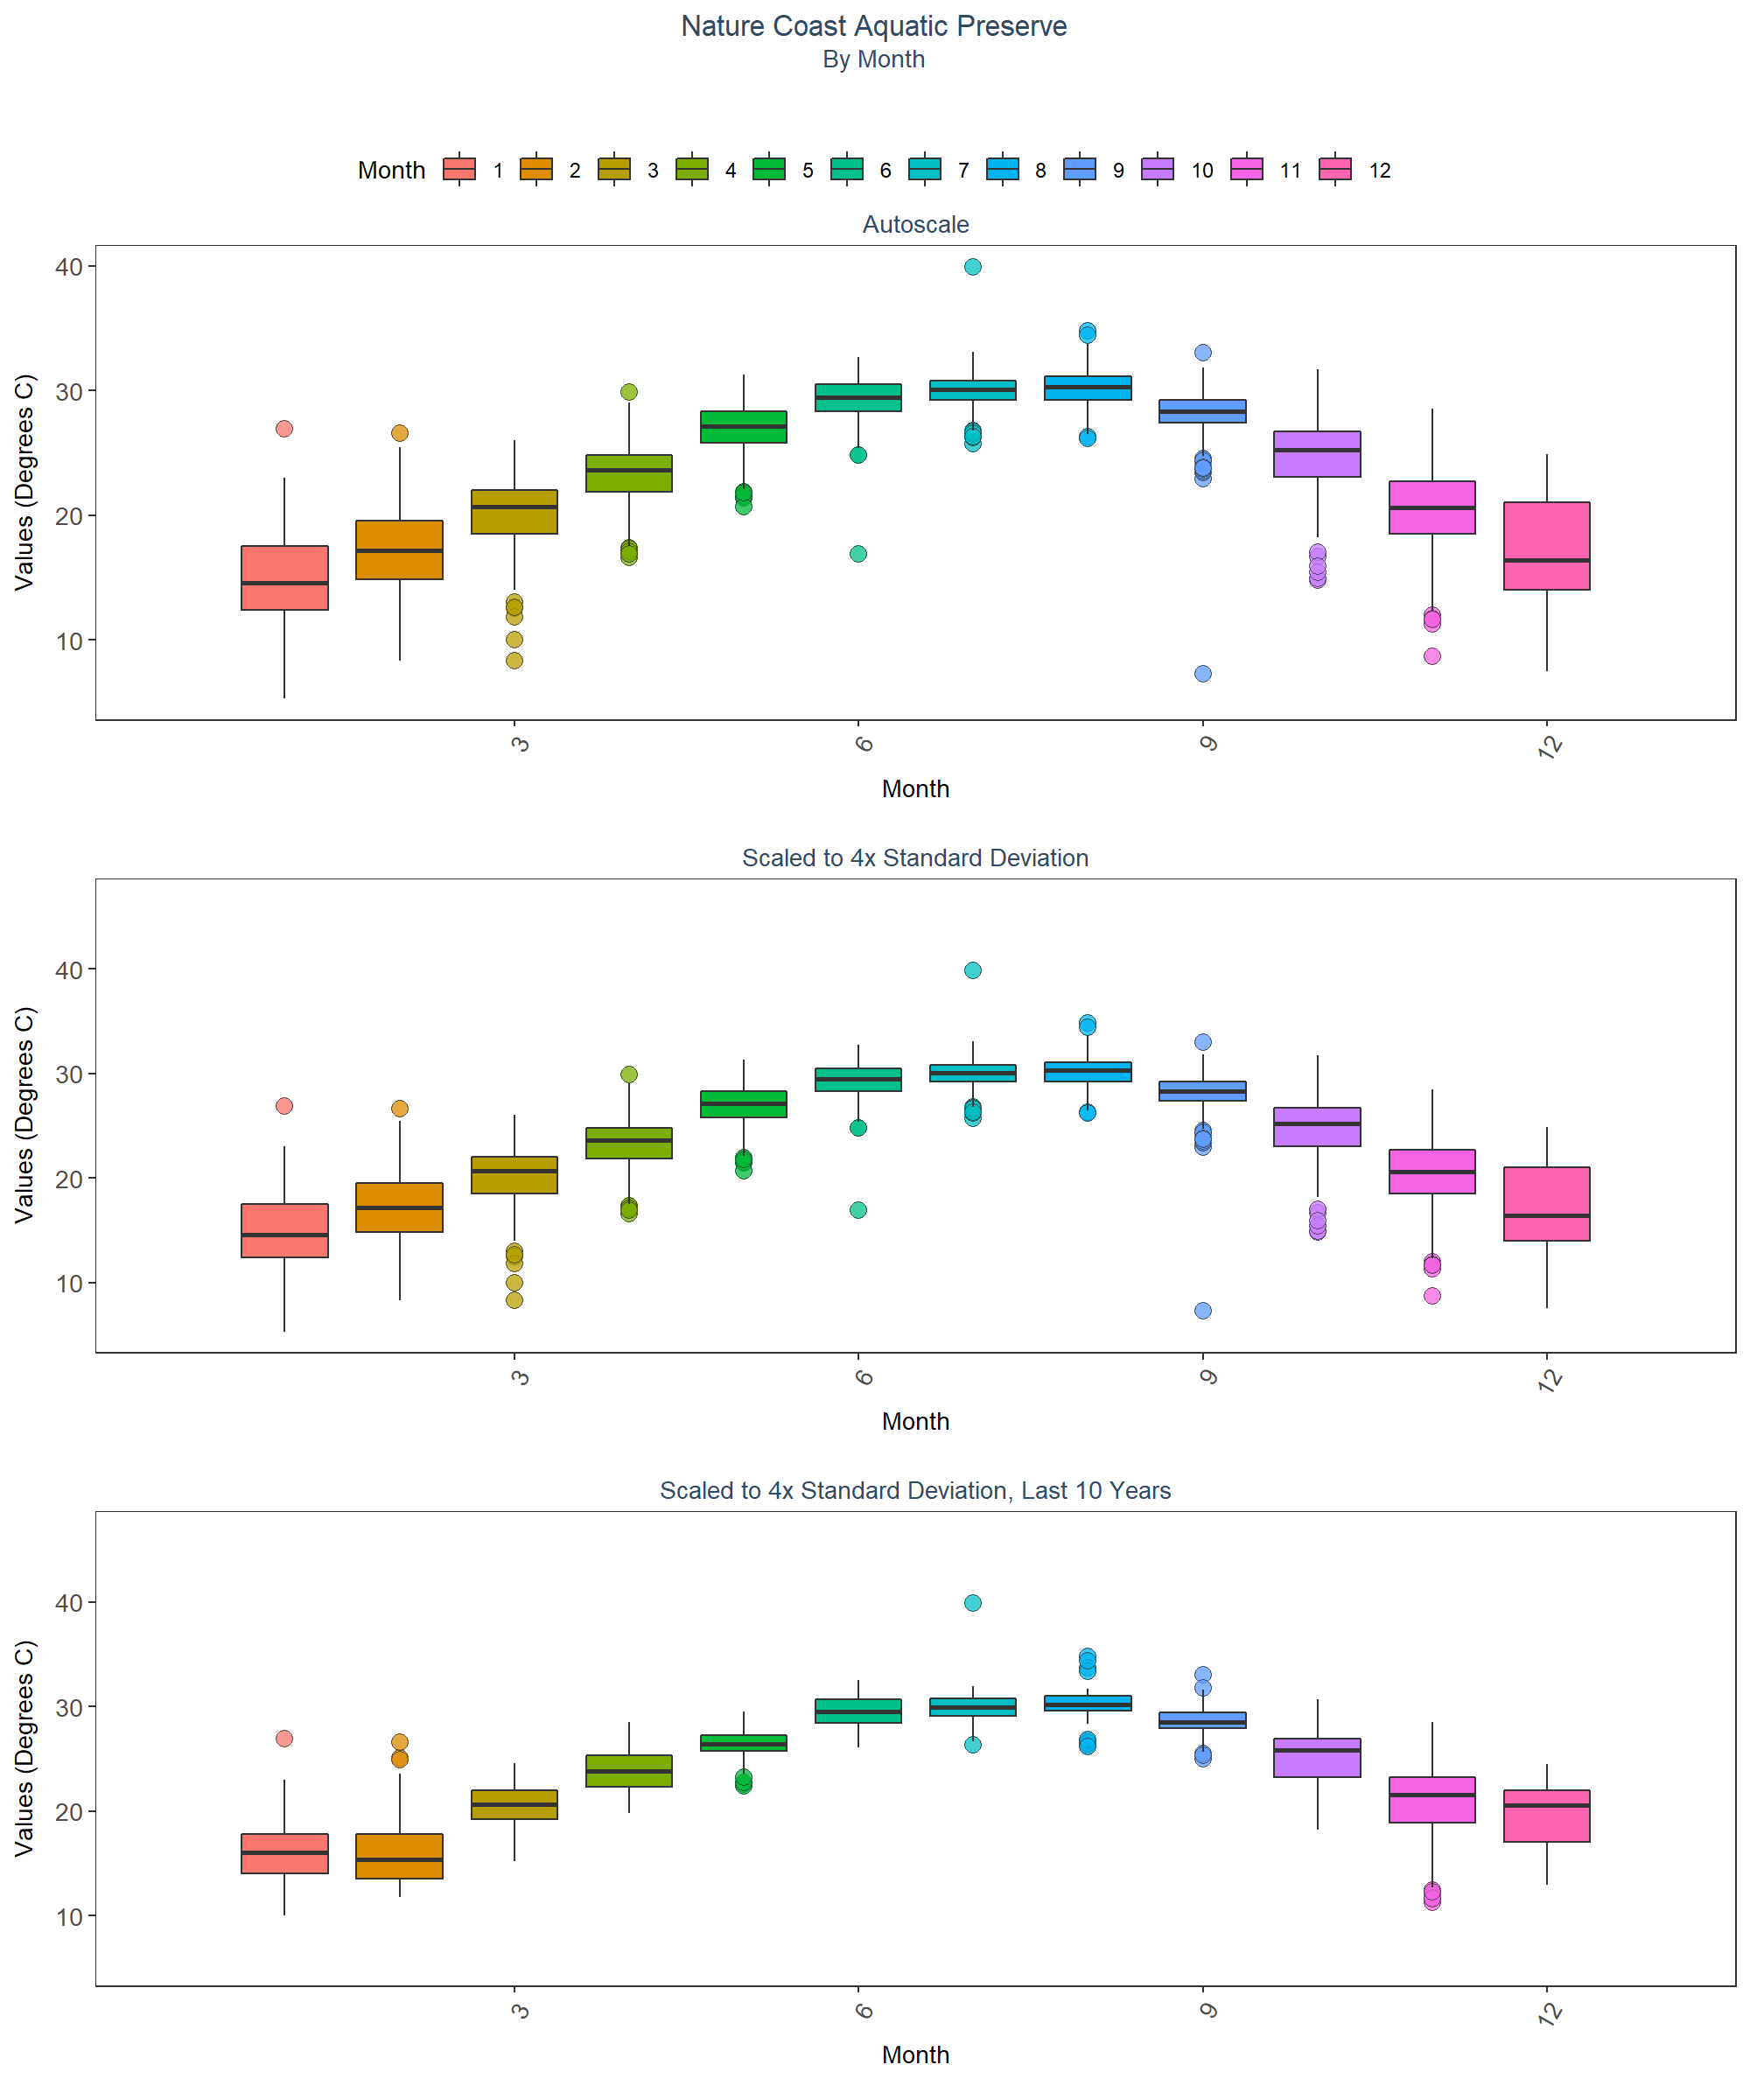 Nature Coast Aquatic Preserve
By Month
Month 1 2 3 4 5 6 7 8 9 10 11 12
Autoscale
Values (Degrees C)
40
30
20
10
3 6 9 12
Month
Scaled to 4x Standard Deviation
Values (Degrees C)
40
30
20
10
3 6 9 12
Month
Scaled to 4x Standard Deviation, Last 10 Years
Values (Degrees C)
40
30
20
10
3 6 9 12
Month